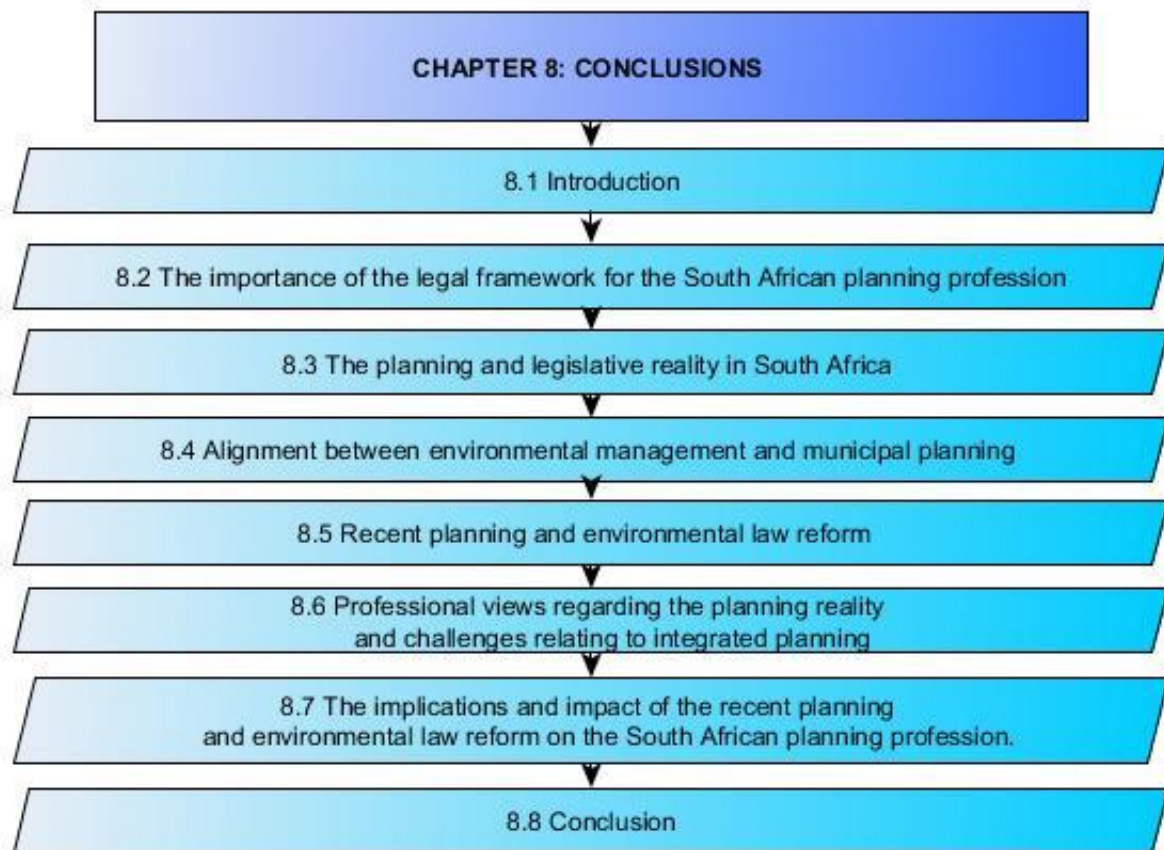 CHAPTER 8: CONCLUSIONS
8.1 Introduction
8.2 The importance of the legal framework for the South African planning profession
8.3 The planning and legislative reality in South Africa
8.4 Alignment between environmental management and municipal planning
8.5 Recent planning and environmental law reform
8.6 Professional views regarding the planning reality
and challenges relating to integrated planning
8.7 The implications and impact of the recent planning
and environmental law reform on the South African planning profession.
8.8 Conclusion